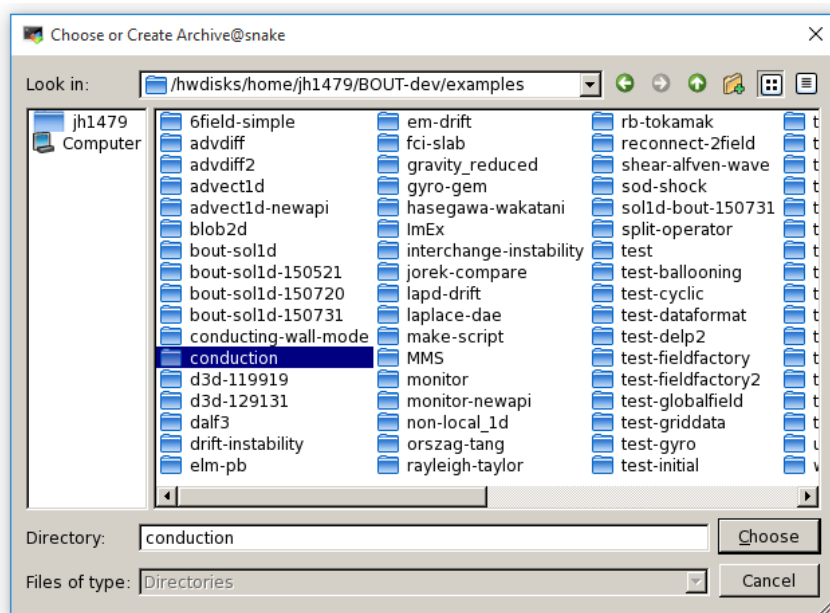 Choose or Create Archive@snake
Look in:
/hwdisks/home/jh1479/BOUT-dev/examples
jh1479
Computer
6field-simple
advdiff
advdiff2
advect1d
advect1d-newapi
blob2d
bout-sol1d
bout-sol1d-150521
bout-sol1d-150720
bout-sol1d-150731
conducting-wall-mode
conduction
d3d-119919
d3d-129131
dalf3
drift-instability
elm-pb
em-drift
fci-slab
gravity_reduced
gyro-gem
hasegawa-wakatani
ImEx
interchange-instability
jorek-compare
lapd-drift
laplace-dae
make-script
MMS
monitor
monitor-newapi
non-local_1d
orszag-tang
rayleigh-taylor
rb-tokamak
reconnect-2field
shear-alfven-wave
sod-shock
sol1d-bout-150731
split-operator
test
test-ballooning
test-cyclic
test-dataformat
test-delp2
test-fieldfactory
test-fieldfactory2
test-globalfield
test-griddata
test-gyro
test-initial
Directory:
conduction
Choose
Files of type:
Directories
Cancel